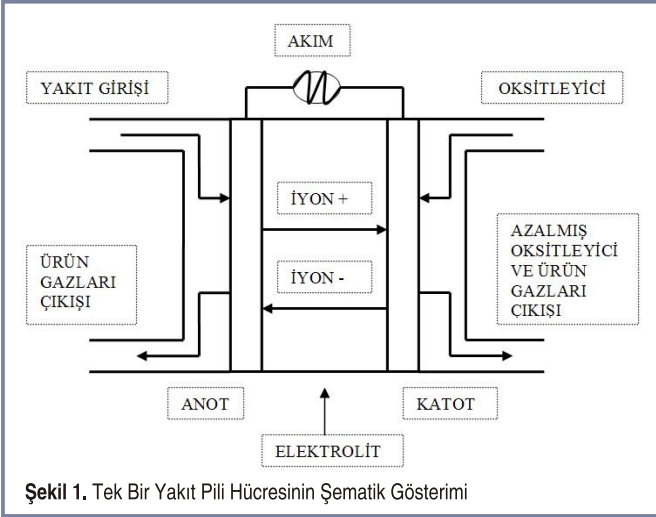 AKIM
YAKIT GİRİŞİ
OKSİTLEYİCİ
İYON +
İYON -
ÜRÜN
GAZLARI
ÇIKIŞI
AZALMIŞ
OKSİTLEYİCİ
VE ÜRÜN
GAZLARI
ÇIKIŞI
ANOT
KATOT
ELEKTROLİT
Şekil 1. Tek Bir Yakıt Pili Hücresinin Şematik Gösterimi